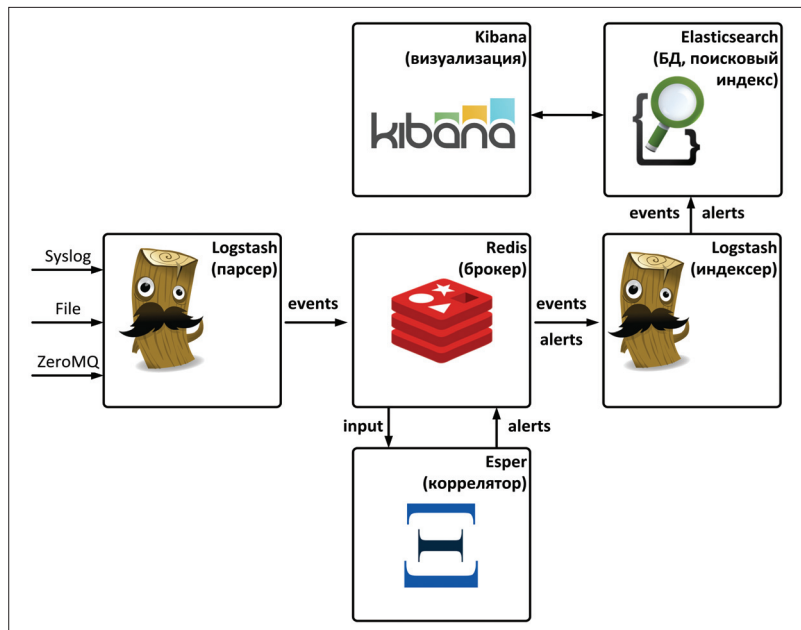 Kibana
(визуализация)
kibana
Elasticsearch
(БД, поисковый
индекс)
events alerts
Syslog
File
ZeroMQ
Logstash
(парсер)
events
Redis
(брокер)
events
alerts
Logstash
(индексер)
input
alerts
Esper
(коррелятор)